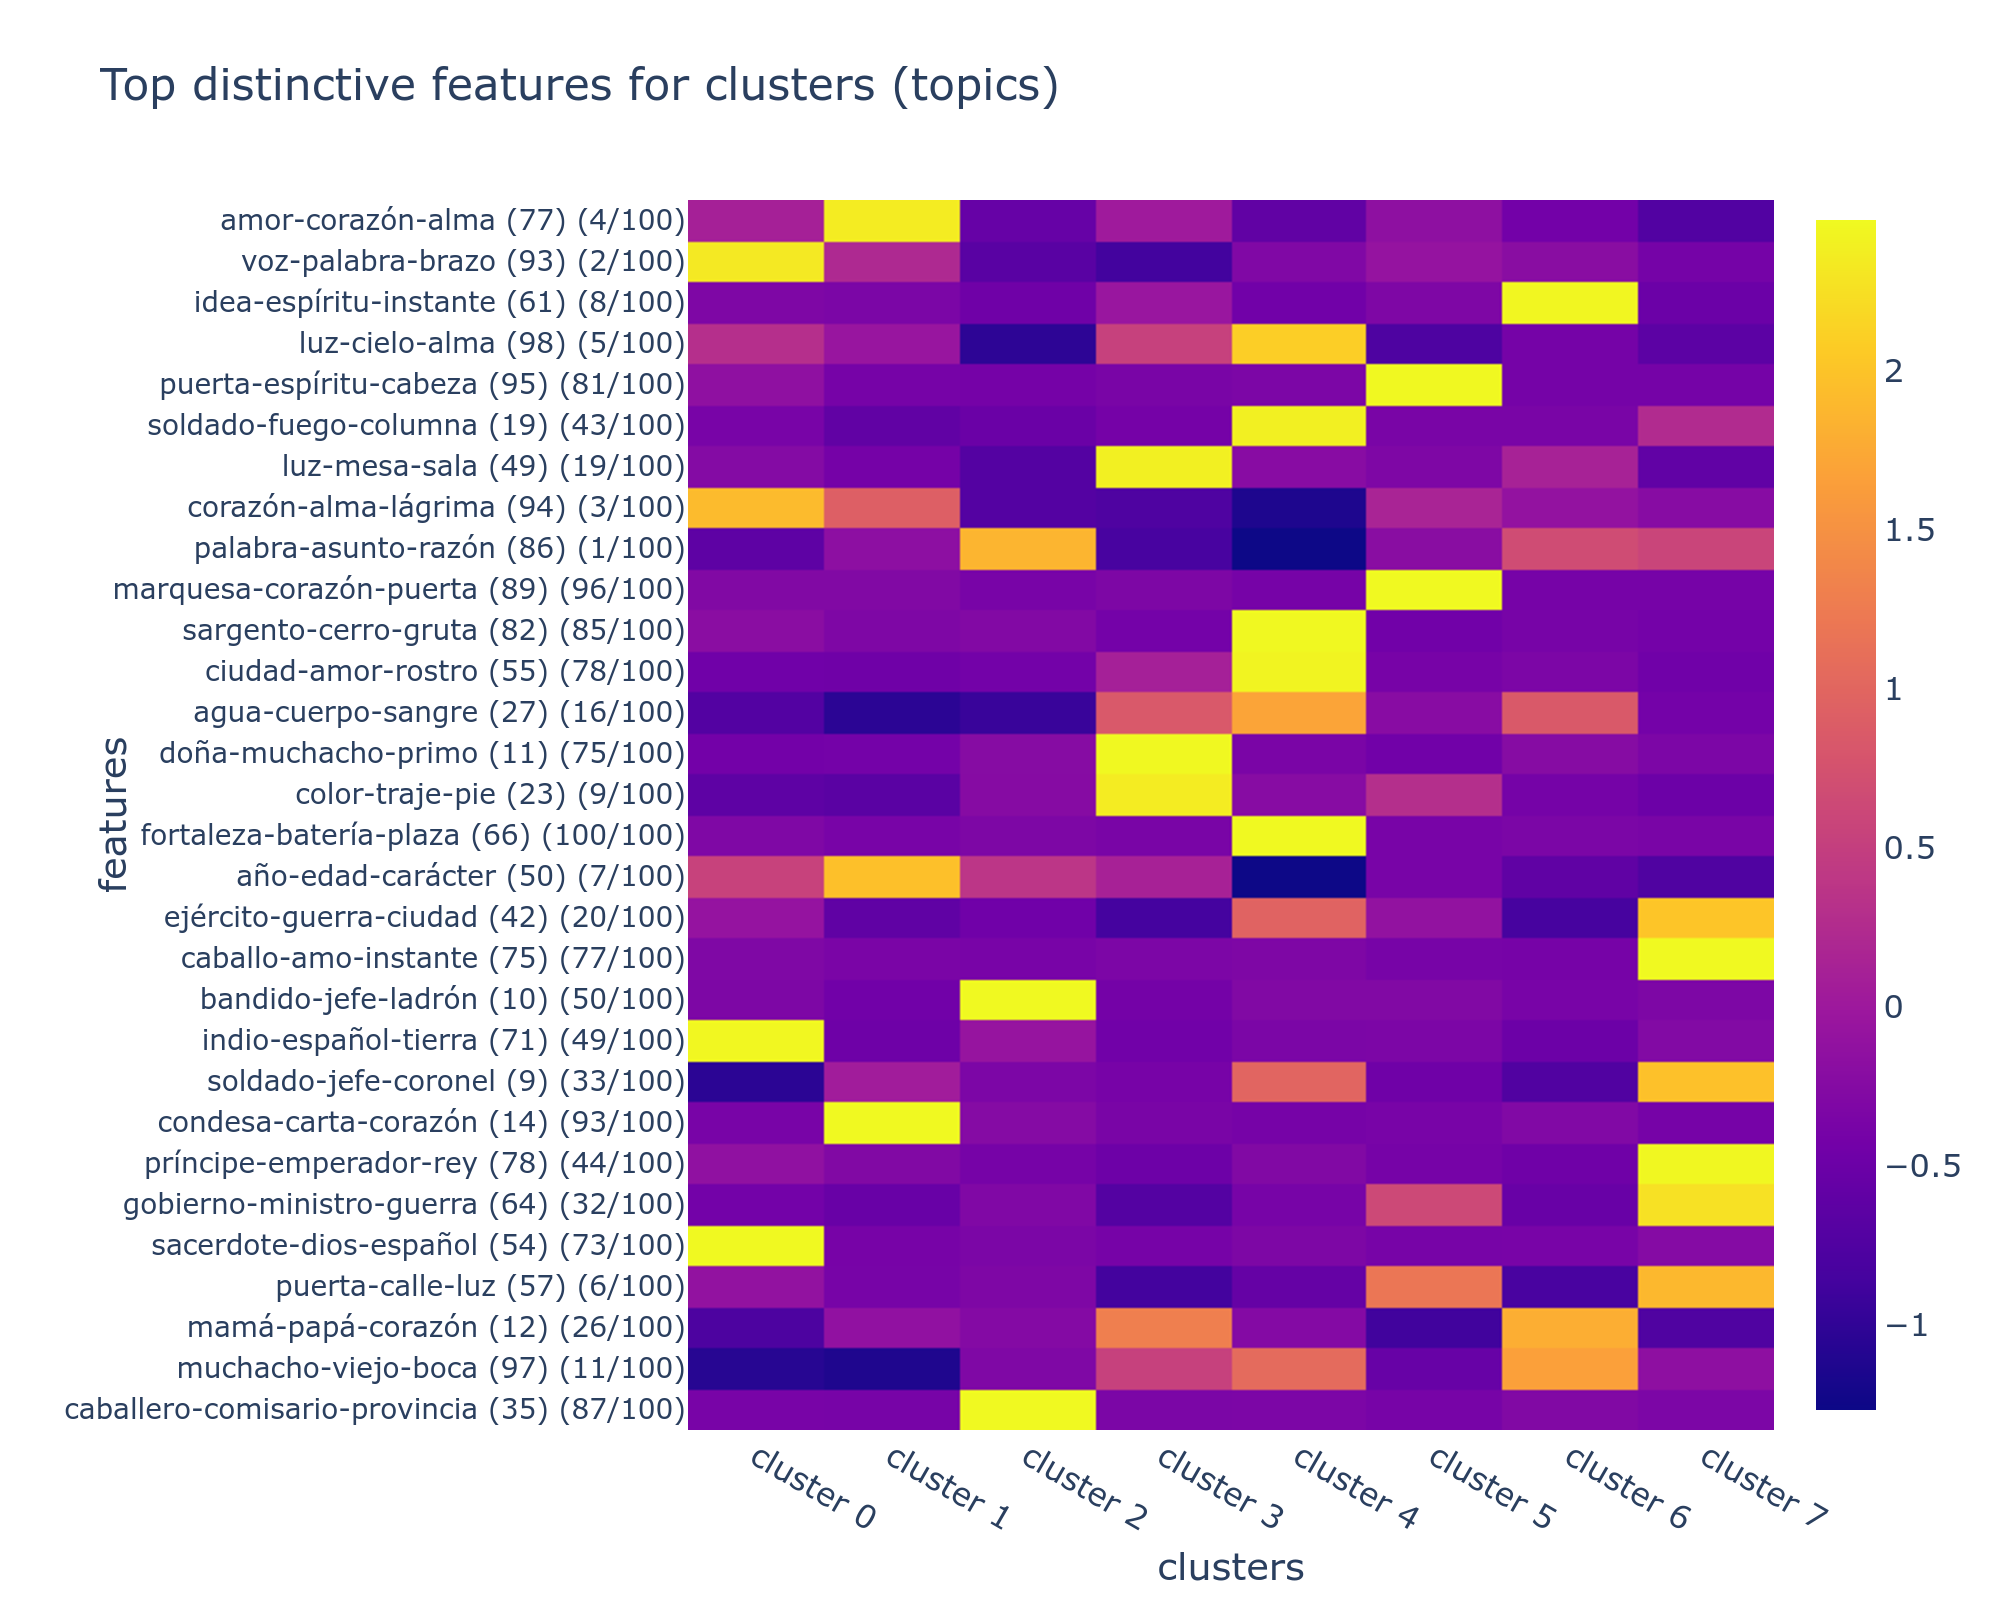 Top distinctive features for clusters (topics)
amor-corazón-alma (77) (4/100)
voz-palabra-brazo (93) (2/100)
idea-espíritu-instante (61) (8/100)
luz-cielo-alma (98) (5/100)
puerta-espíritu-cabeza (95) (81/100)
soldado-fuego-columna (19) (43/100)
luz-mesa-sala (49) (19/100)
corazón-alma-lágrima (94) (3/100)
palabra-asunto-razón (86) (1/100)
marquesa-corazón-puerta (89) (96/100)
sargento-cerro-gruta (82) (85/100)
ciudad-amor-rostro (55) (78/100)
agua-cuerpo-sangre (27) (16/100)
doña-muchacho-primo (11) (75/100)
color-traje-pie (23) (9/100)
fortaleza-batería-plaza (66) (100/100)
año-edad-carácter (50) (7/100)
ejército-guerra-ciudad (42) (20/100)
caballo-amo-instante (75) (77/100)
bandido-jefe-ladrón (10) (50/100)
indio-español-tierra (71) (49/100)
soldado-jefe-coronel (9) (33/100)
condesa-carta-corazón (14) (93/100)
príncipe-emperador-rey (78) (44/100)
gobierno-ministro-guerra (64) (32/100)
sacerdote-dios-español (54) (73/100)
puerta-calle-luz (57) (6/100)
mamá-papá-corazón (12) (26/100)
muchacho-viejo-boca (97) (11/100)
caballero-comisario-provincia (35) (87/100)
features
cluster 0
cluster 1
cluster 2
cluster 3
cluster 4
cluster 5
cluster 6
cluster 7
clusters
2
1.5
1
0.5
0
−0.5
−1